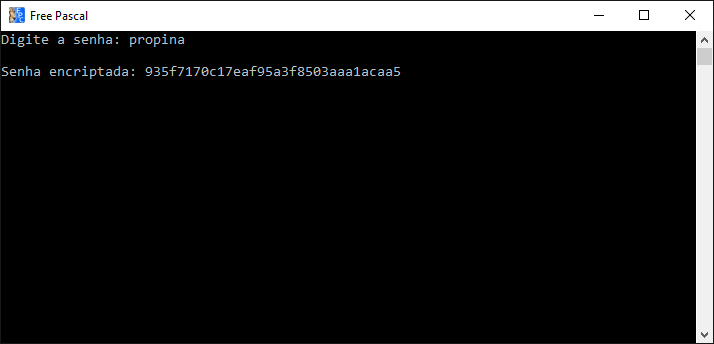 Free Pascal
Digite a senha: propina
Senha encriptada: 935f7170c17eaf95a3f8503aaa1acaa5